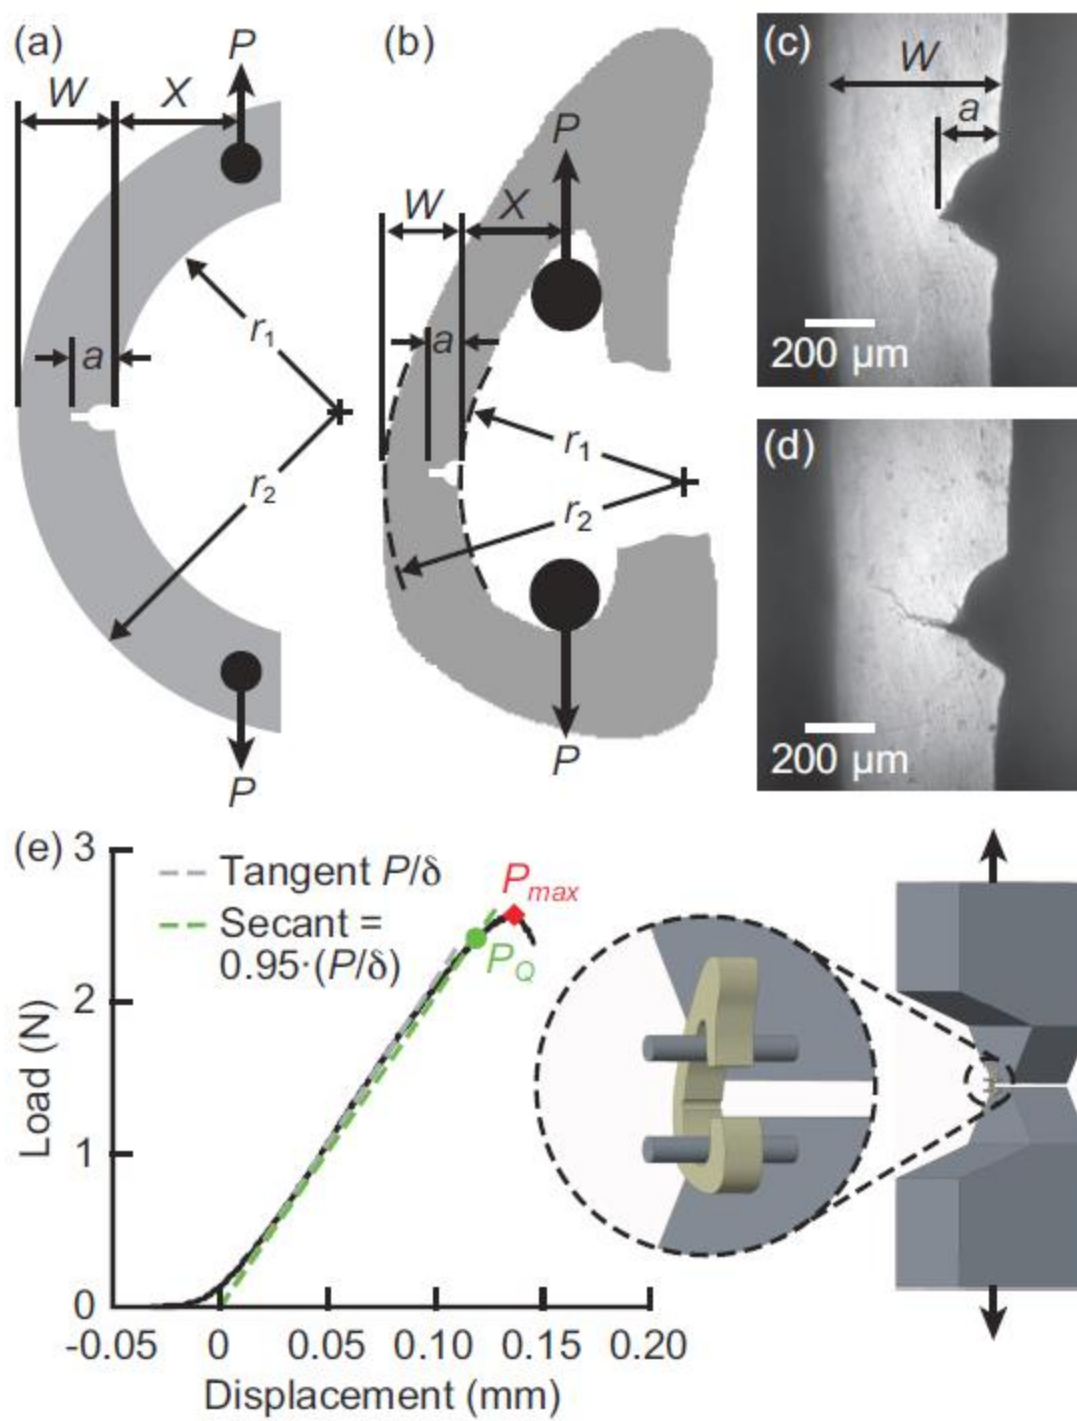 (a)
P
W
X
r1
a
r2
P
(b)
P
W
X
a
r1
r2
P
(c)
W
a
200 μm
(d)
200 μm
(e)
3
Tangent P/δ
Secant =
0.95·(P/δ)
Pmax
PQ
2
1
0
Load (N)
-0.05 0 0.05 0.10 0.15 0.20
Displacement (mm)